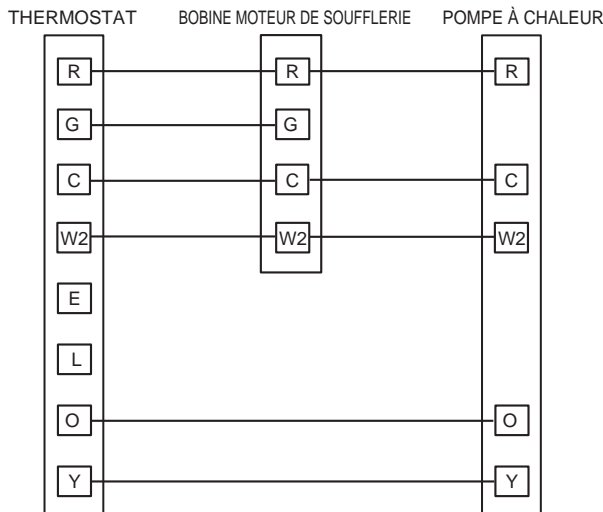 THERMOSTAT BOBINE MOTEUR DE SOUFFLERIE POMPE À CHALEUR
R R R
G G
C C C
W2 W2 W2
E
L
O O
Y Y